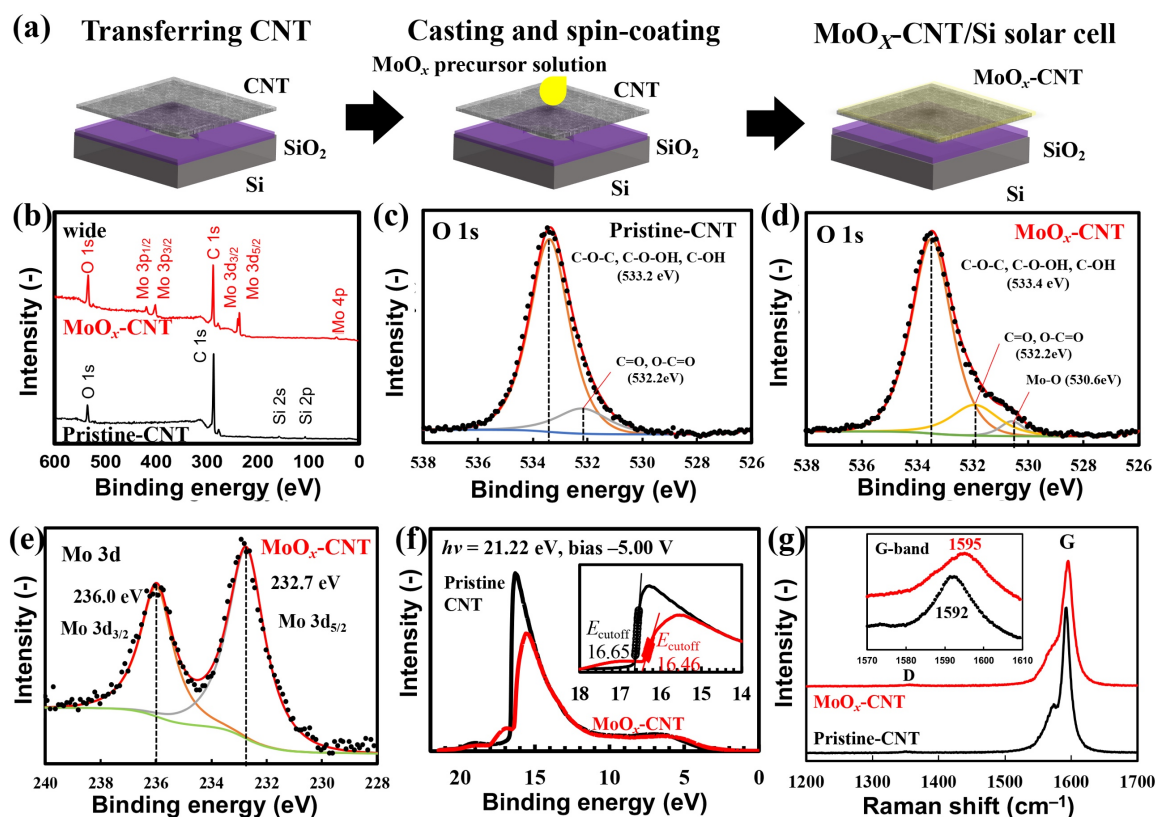 (a)
Transferring CNT
CNT
SiO₂
Si
Casting and spin-coating
MoOₓ precursor solution
CNT
SiO₂
Si
MoO_X-CNT/Si solar cell
MoOₓ-CNT
SiO₂
Si
(b)
wide
O 1s
Mo 3p₁/₂
Mo 3p₃/₂
C 1s
Mo 3d₃/₂
Mo 3d₅/₂
Mo 4p
MoOₓ-CNT
O 1s
C 1s
Si 2s
Si 2p
Pristine-CNT
Intensity (-)
600 500 400 300 200 100 0
Binding energy (eV)
(c)
O 1s
Pristine-CNT
C-O-C, C-O-OH, C-OH
(533.2 eV)
C=O, O-C=O
(532.2eV)
Intensity (-)
538 536 534 532 530 528 526
Binding energy (eV)
(d)
O 1s
MoOₓ-CNT
C-O-C, C-O-OH, C-OH
(533.4 eV)
C=O, O-C=O
(532.2eV)
Mo-O (530.6eV)
Intensity (-)
538 536 534 532 530 528 526
Binding energy (eV)
(e)
Mo 3d
MoOₓ-CNT
236.0 eV
Mo 3d₃/₂
232.7 eV
Mo 3d₅/₂
Intensity (-)
240 238 236 234 232 230 228
Binding energy (eV)
(f)
hv = 21.22 eV, bias –5.00 V
Pristine
CNT
E_cutoff
16.65
E_cutoff
16.46
18 17 16 15 14
MoOₓ-CNT
Intensity (-)
20 15 10 5 0
Binding energy (eV)
(g)
G-band
1595
1592
1570 1580 1590 1600 1610
G
D
MoOₓ-CNT
Pristine-CNT
Intensity (-)
1200 1300 1400 1500 1600 1700
Raman shift (cm⁻¹)